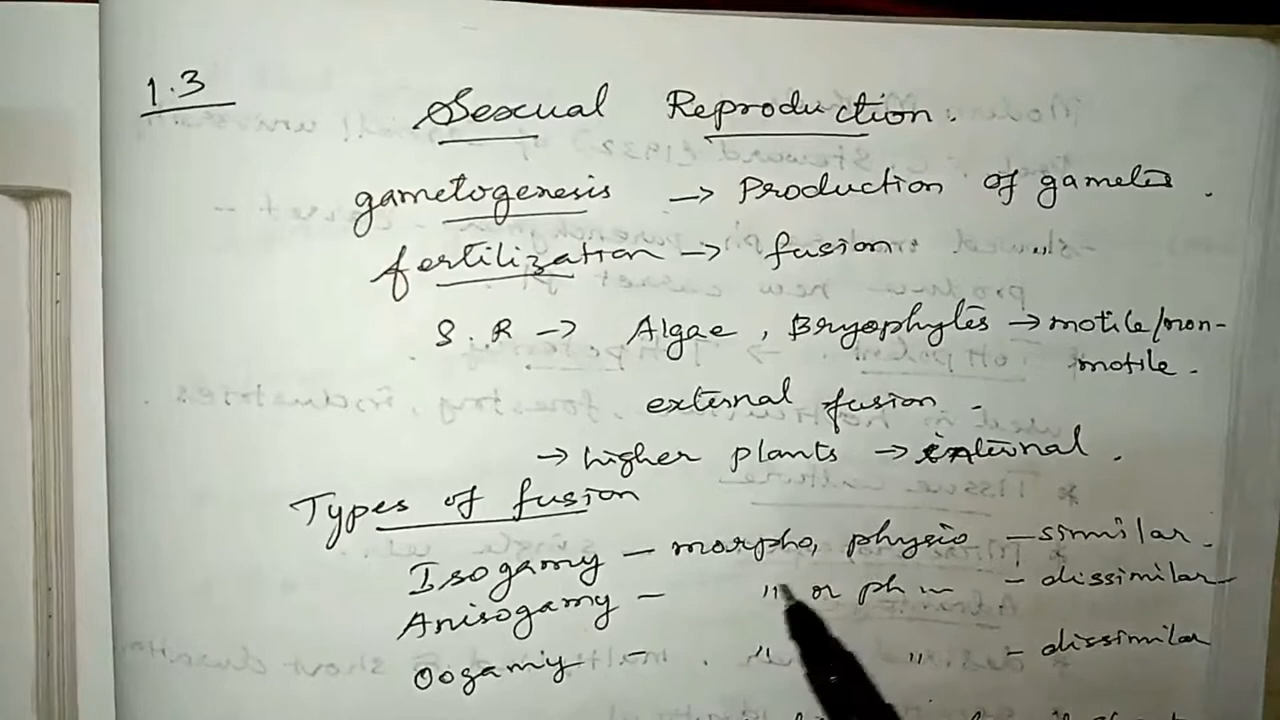 1.3
Sexual Reproduction.
gametogenesis → Production of gametes.
fertilization → fusion "
S.R → Algae, Bryophytes → motile/non-
motile.
external fusion.
→ higher plants → internal.
Types of fusion
Isogamy – morpho, physio – similar.
Anisogamy – " or ph – dissimilar
Oogamy – " " – dissimilar